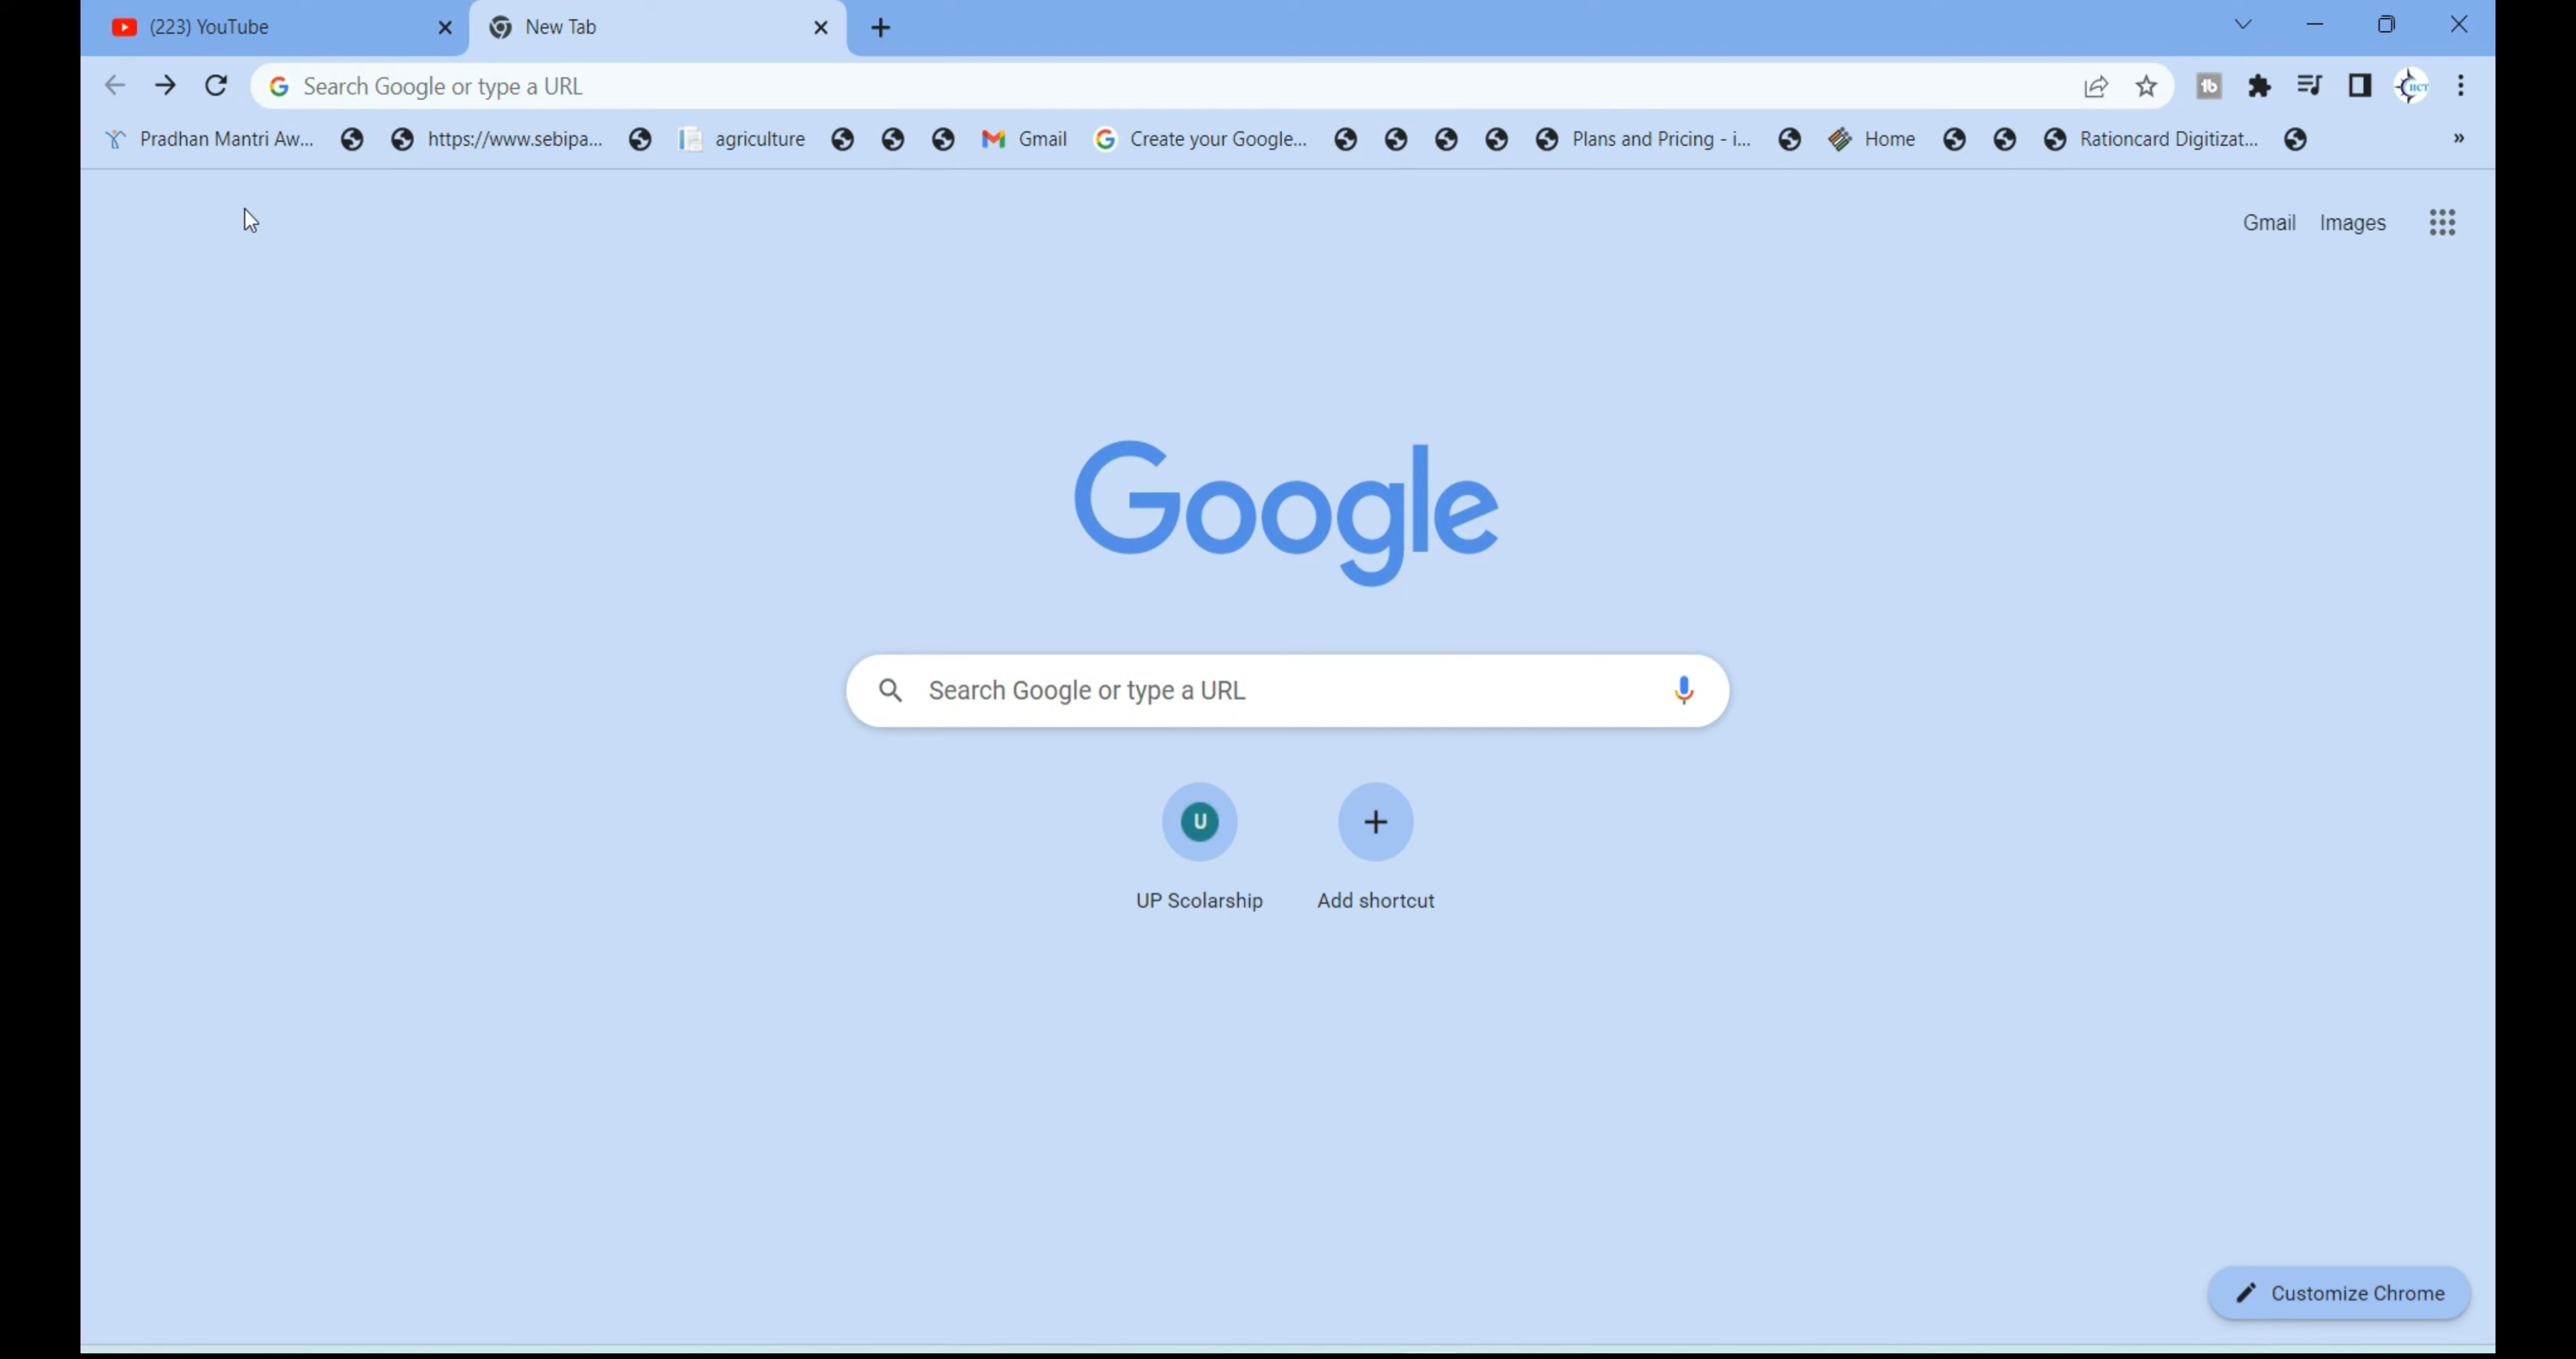 (223) YouTube
New Tab
Search Google or type a URL
Pradhan Mantri Aw... https://www.sebipa... agriculture Gmail Create your Google... Plans and Pricing - i... Home Rationcard Digitizat... »
Gmail Images
Google
Search Google or type a URL
U
UP Scolarship Add shortcut
Customize Chrome